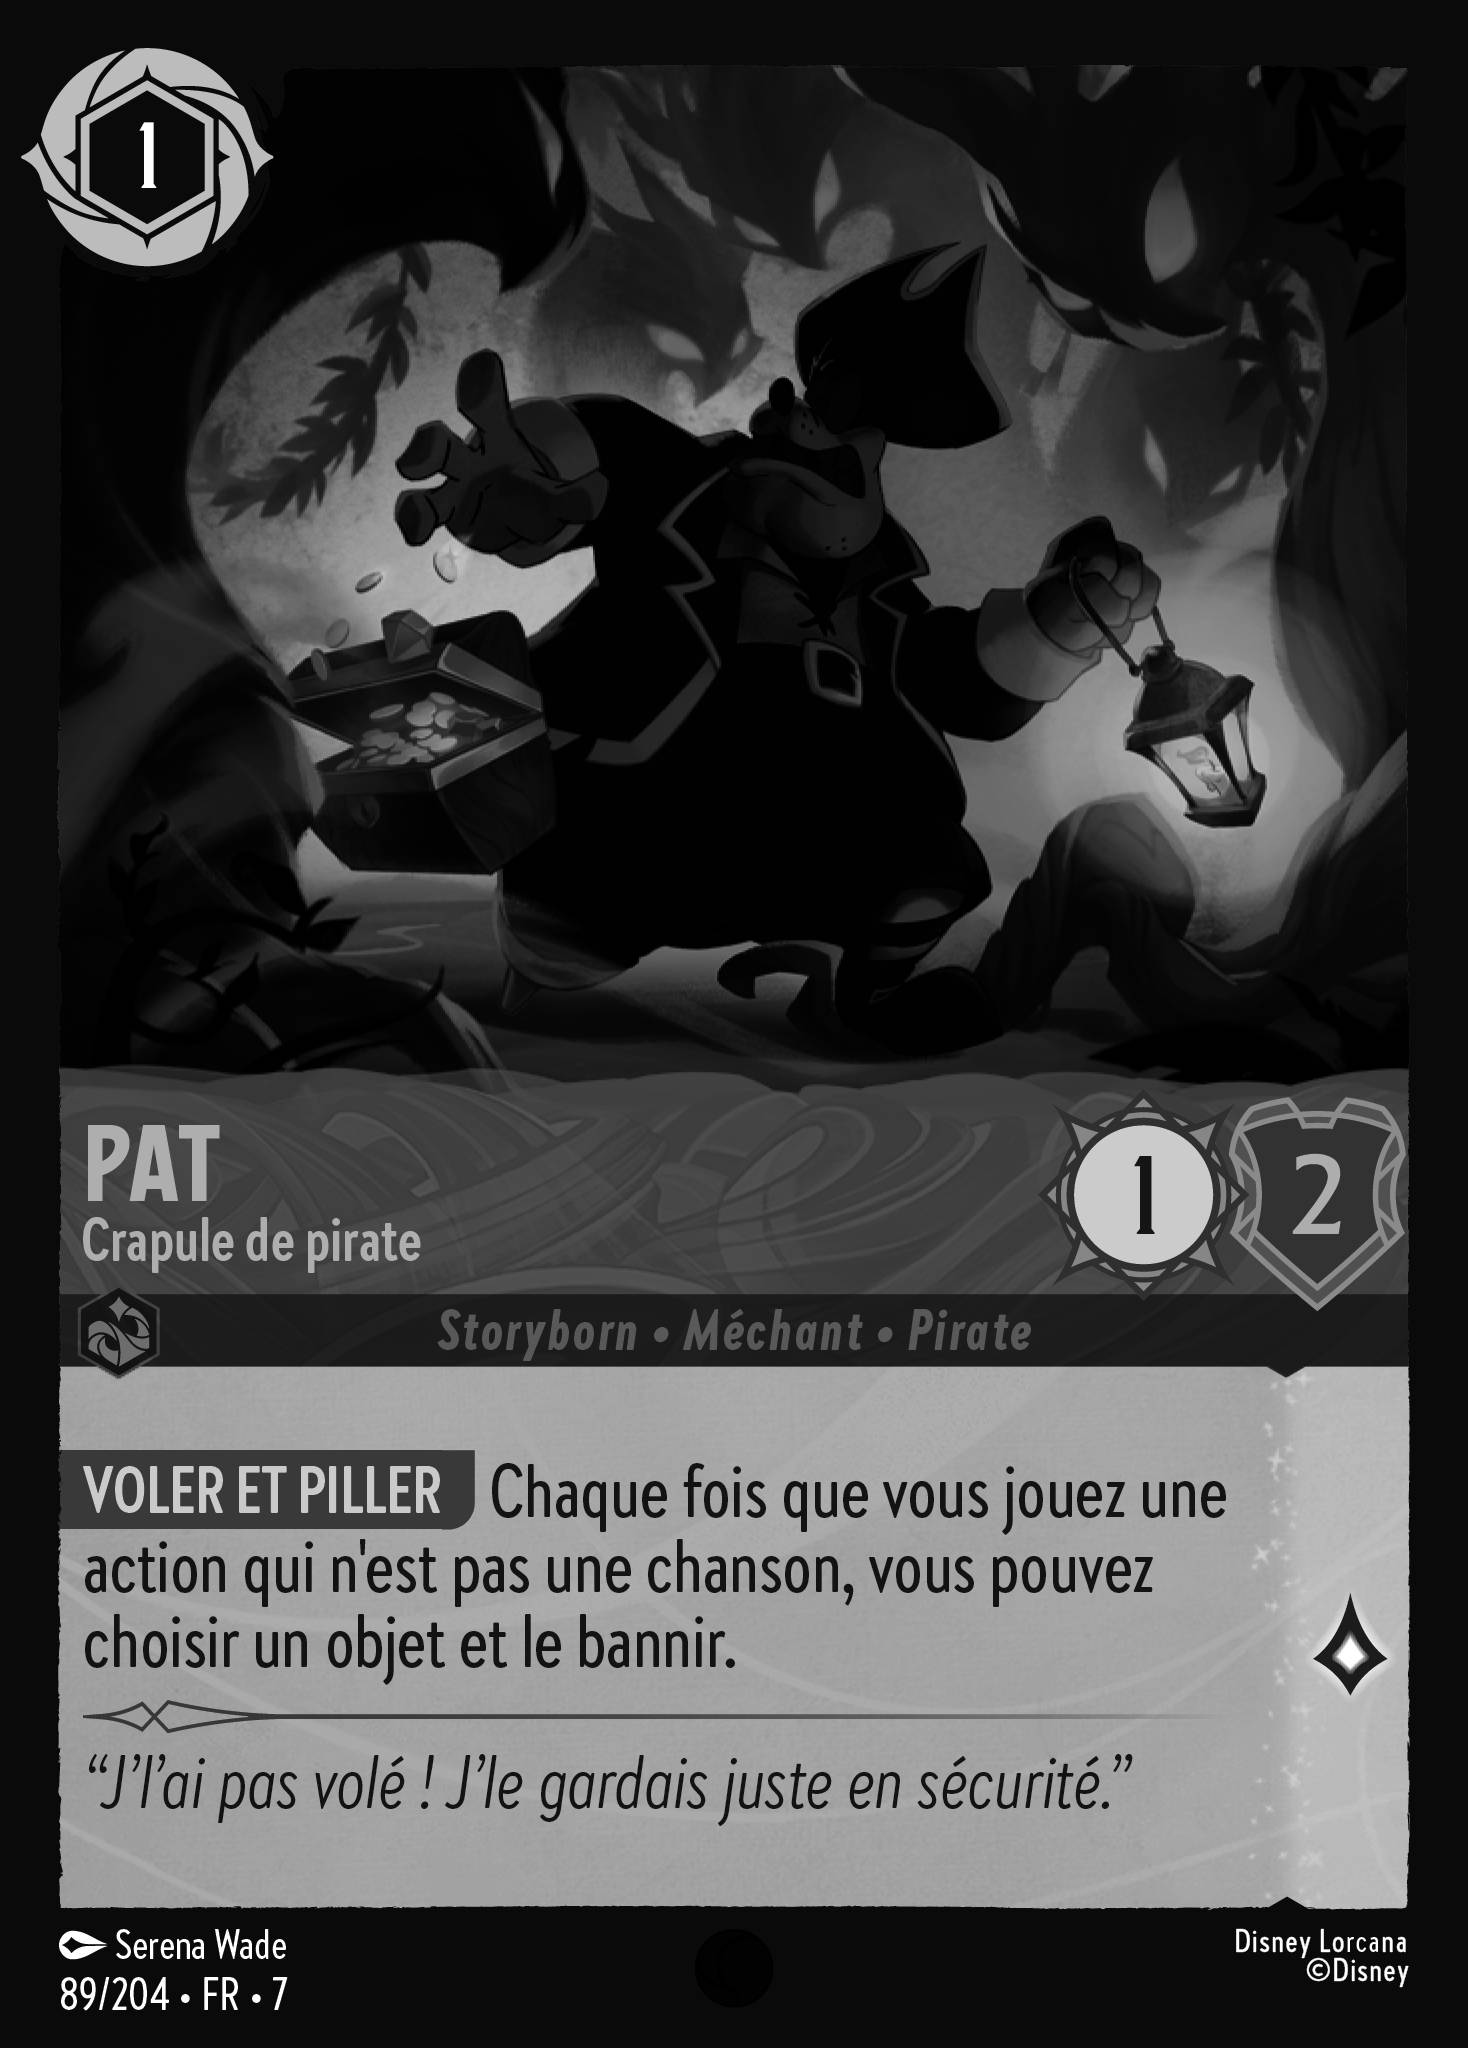 1
PAT
Crapule de pirate
1
2
Storyborn • Méchant • Pirate
VOLER ET PILLER Chaque fois que vous jouez une
action qui n'est pas une chanson, vous pouvez
choisir un objet et le bannir.
“J’l’ai pas volé ! J’le gardais juste en sécurité.”
Serena Wade
89/204 • FR • 7
Disney Lorcana
©Disney